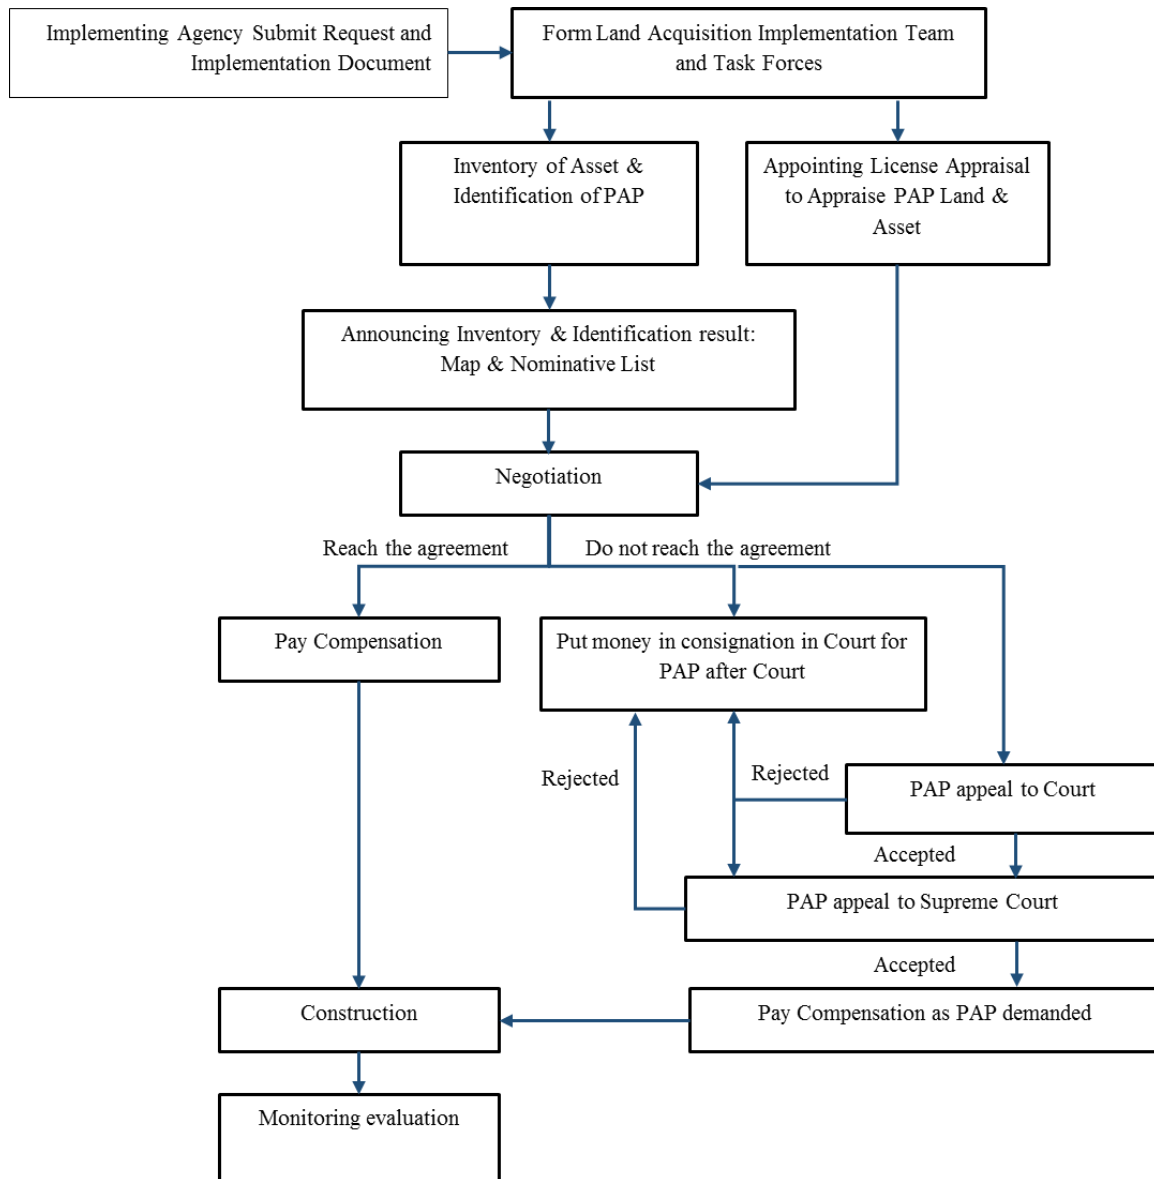 Implementing Agency Submit Request and
Implementation Document
Form Land Acquisition Implementation Team
and Task Forces
Inventory of Asset &
Identification of PAP
Appointing License Appraisal
to Appraise PAP Land &
Asset
Announcing Inventory & Identification result:
Map & Nominative List
Negotiation
Reach the agreement
Do not reach the agreement
Pay Compensation
Put money in consignation in Court for
PAP after Court
Rejected
Rejected
PAP appeal to Court
Accepted
PAP appeal to Supreme Court
Accepted
Construction
Pay Compensation as PAP demanded
Monitoring evaluation